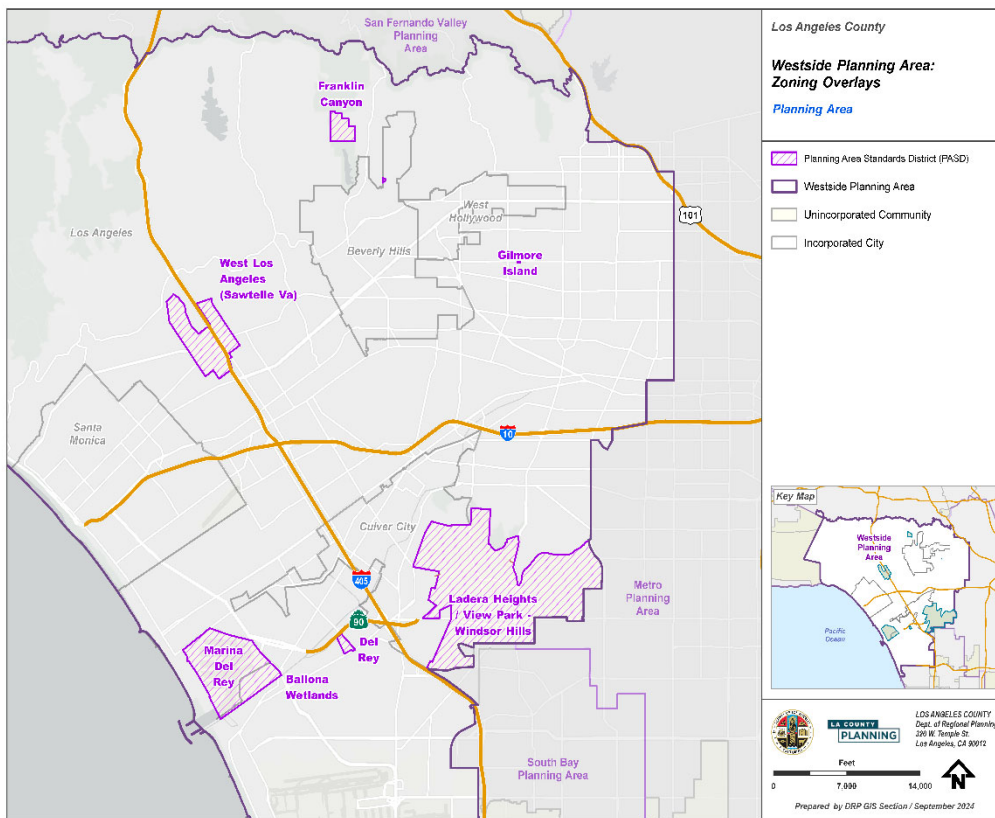 San Fernando Valley
Planning
Area
Franklin
Canyon
Los Angeles
West
Hollywood
Beverly Hills
101
Gilmore
Island
West Los
Angeles
(Sawtelle Va)
Santa
Monica
10
Culver City
405
90
Ladera Heights
/ View Park -
Windsor Hills
Metro
Planning
Area
Del
Rey
Marina
Del
Rey
Ballona
Wetlands
South Bay
Planning Area
Los Angeles County
Westside Planning Area:
Zoning Overlays
Planning Area
Planning Area Standards District (PASD)
Westside Planning Area
Unincorporated Community
Incorporated City
Key Map
Westside
Planning
Area
Pacific
Ocean
LA COUNTY
PLANNING
LOS ANGELES COUNTY
Dept. of Regional Planning
320 W. Temple St.
Los Angeles, CA 90012
Feet
0 7,000 14,000
N
Prepared by DRP GIS Section / September 2024